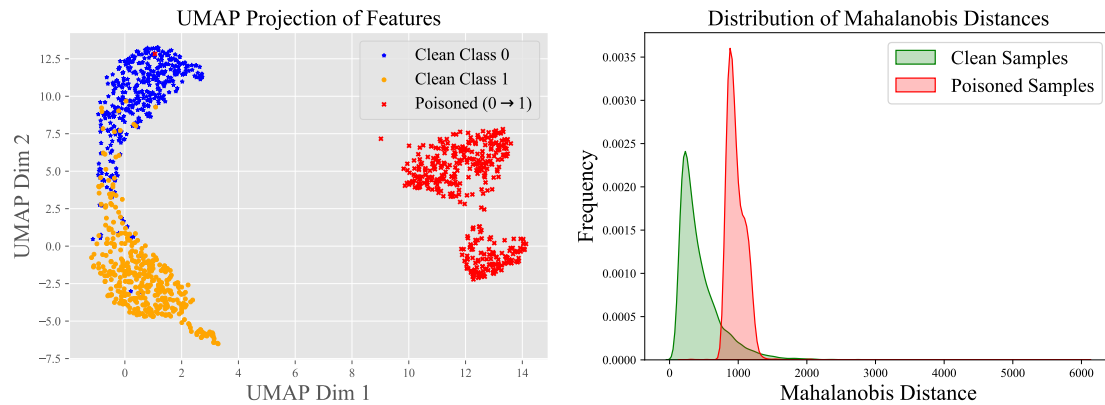 UMAP Projection of Features
Clean Class 0
Clean Class 1
Poisoned (0 → 1)
UMAP Dim 2
12.5
10.0
7.5
5.0
2.5
0.0
−2.5
−5.0
−7.5
0
2
4
6
8
10
12
14
UMAP Dim 1
Distribution of Mahalanobis Distances
Clean Samples
Poisoned Samples
Frequency
0.0035
0.0030
0.0025
0.0020
0.0015
0.0010
0.0005
0.0000
0
1000
2000
3000
4000
5000
6000
Mahalanobis Distance